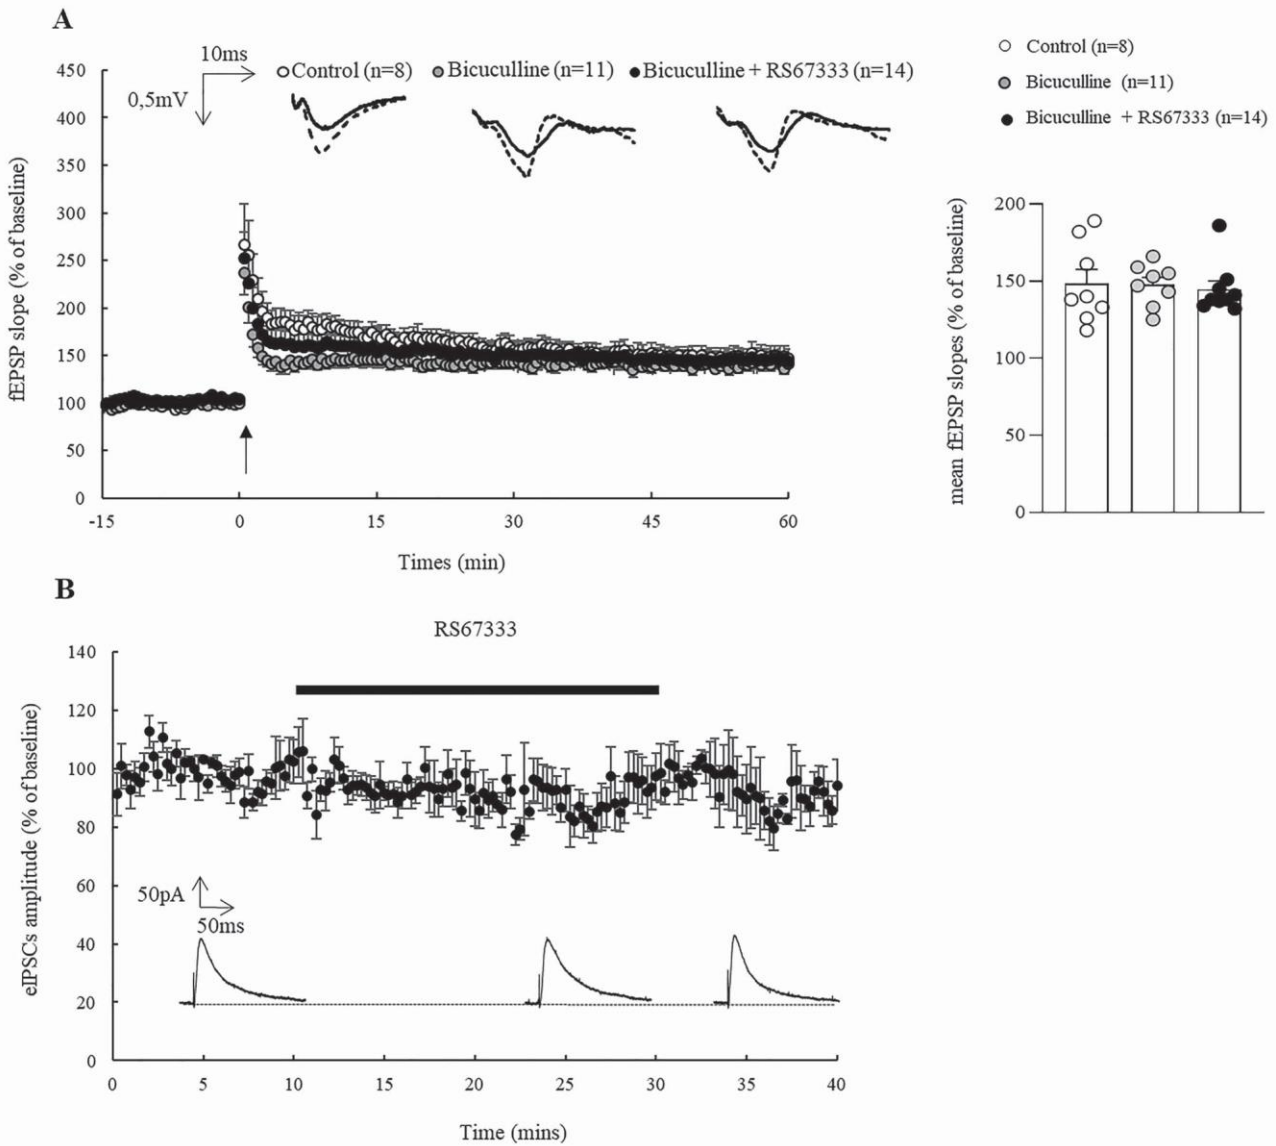 A
10ms
0,5mV
Control (n=8) Bicuculline (n=11) Bicuculline + RS67333 (n=14)
450
400
350
300
250
200
150
100
50
0
fEPSP slope (% of baseline)
-15 0 15 30 45 60
Times (min)
Control (n=8)
Bicuculline (n=11)
Bicuculline + RS67333 (n=14)
200
150
100
50
0
mean fEPSP slopes (% of baseline)
B
RS67333
140
120
100
80
60
40
20
0
eIPSCs amplitude (% of baseline)
50pA
50ms
0 5 10 15 20 25 30 35 40
Time (mins)